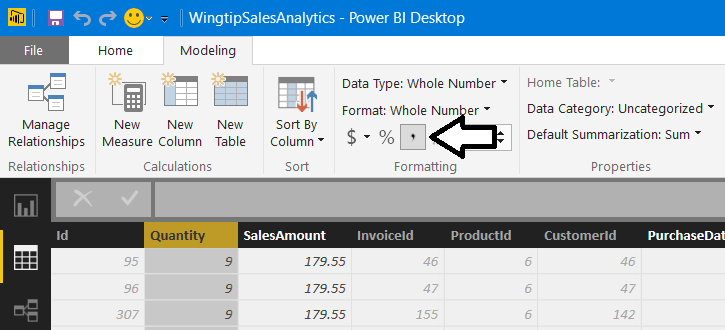 WingtipSalesAnalytics - Power BI Desktop
File Home Modeling
Manage Relationships
New Measure
New Column
New Table
Sort By Column
Data Type: Whole Number
Format: Whole Number
$ % ,
Home Table:
Data Category: Uncategorized
Default Summarization: Sum
Relationships Calculations Sort Formatting Properties
Id Quantity SalesAmount InvoiceId ProductId CustomerId PurchaseDat
95 9 179.55 46 6 46
96 9 179.55 47 6 47
307 9 179.55 155 6 142